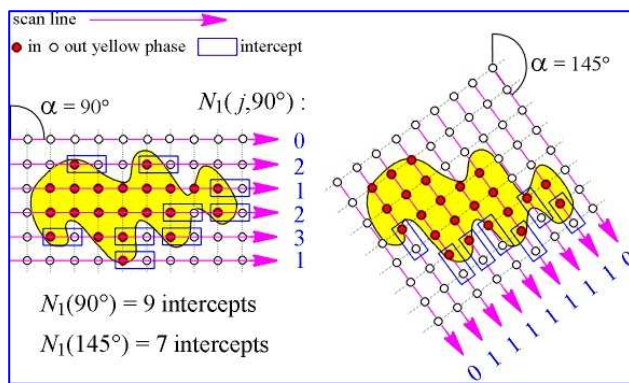 scan line
in out yellow phase intercept
α = 90°
N₁(j,90°) :
0
2
1
2
3
1
N₁(90°) = 9 intercepts
N₁(145°) = 7 intercepts
α = 145°
0 1 1 1 1 1 1 1 0